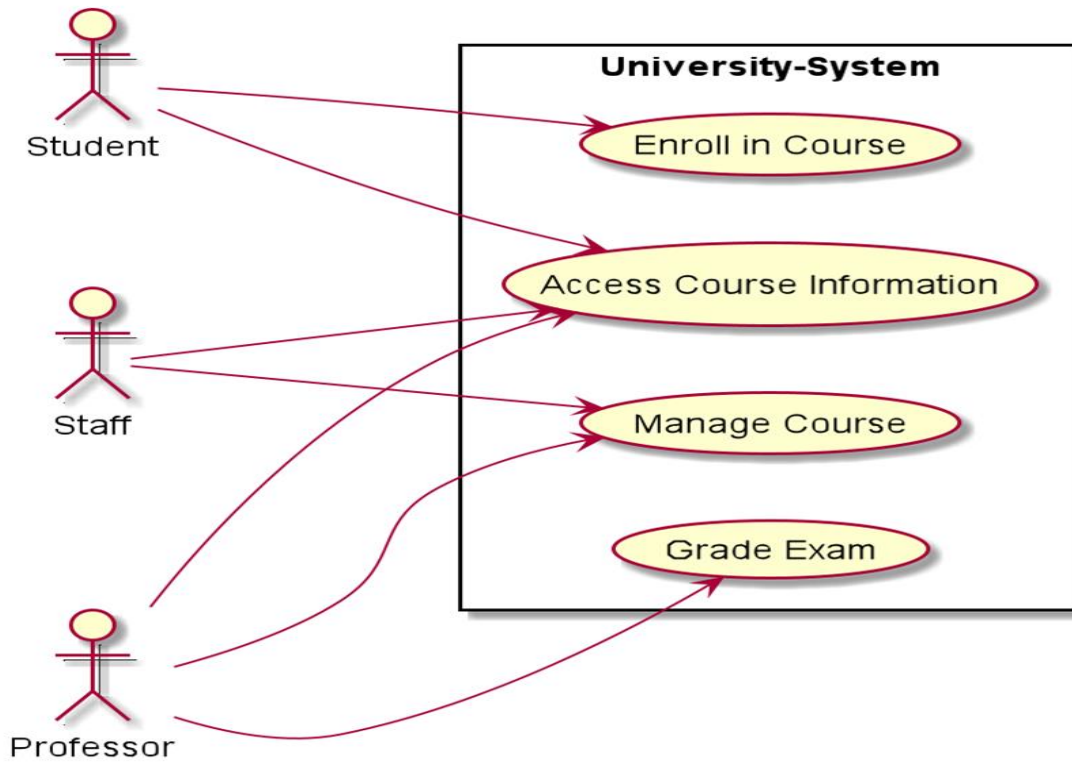 University-System
Student
Enroll in Course
Access Course Information
Staff
Manage Course
Grade Exam
Professor